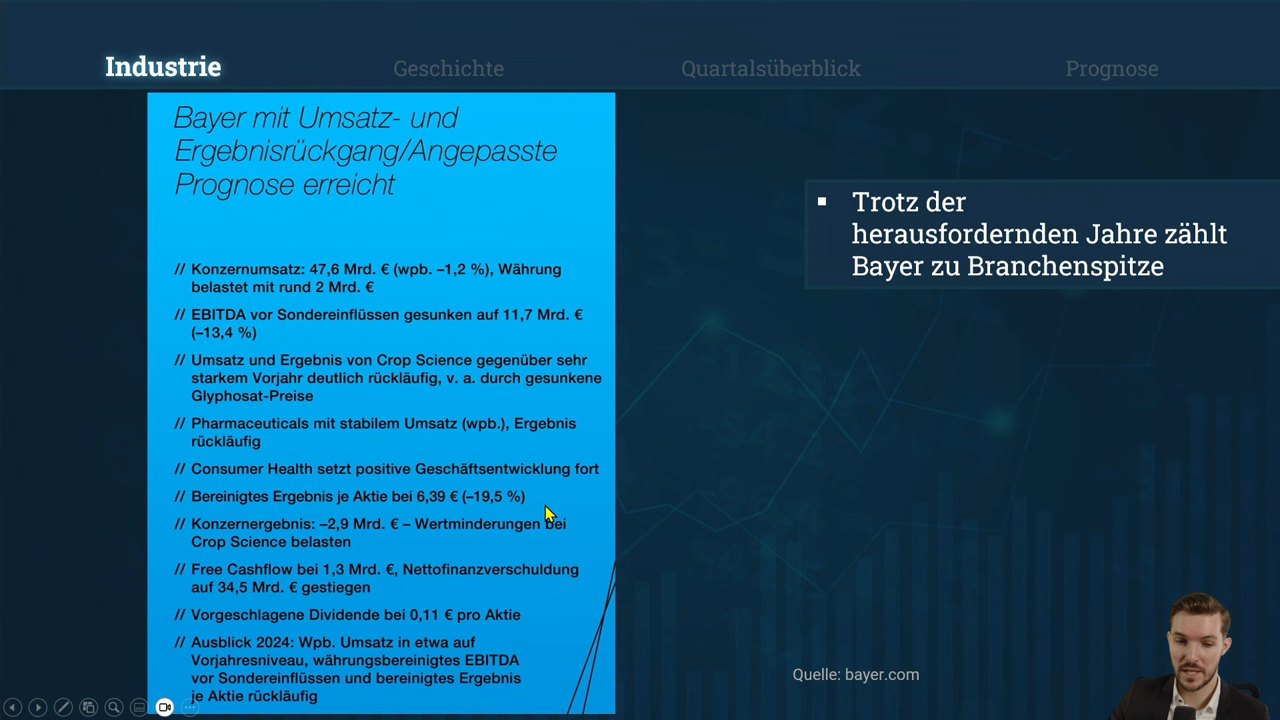 Industrie
Geschichte
Quartalsüberblick
Prognose
Bayer mit Umsatz- und
Ergebnisrückgang/Angepasste
Prognose erreicht
// Konzernumsatz: 47,6 Mrd. € (wpb. –1,2 %), Währung
belastet mit rund 2 Mrd. €
// EBITDA vor Sondereinflüssen gesunken auf 11,7 Mrd. €
(–13,4 %)
// Umsatz und Ergebnis von Crop Science gegenüber sehr
starkem Vorjahr deutlich rückläufig, v. a. durch gesunkene
Glyphosat-Preise
// Pharmaceuticals mit stabilem Umsatz (wpb.), Ergebnis
rückläufig
// Consumer Health setzt positive Geschäftsentwicklung fort
// Bereinigtes Ergebnis je Aktie bei 6,39 € (–19,5 %)
// Konzernergebnis: –2,9 Mrd. € – Wertminderungen bei
Crop Science belasten
// Free Cashflow bei 1,3 Mrd. €, Nettofinanzverschuldung
auf 34,5 Mrd. € gestiegen
// Vorgeschlagene Dividende bei 0,11 € pro Aktie
// Ausblick 2024: Wpb. Umsatz in etwa auf
Vorjahresniveau, währungsbereinigtes EBITDA
vor Sondereinflüssen und bereinigtes Ergebnis
je Aktie rückläufig
▪ Trotz der
herausfordernden Jahre zählt
Bayer zu Branchenspitze
Quelle: bayer.com